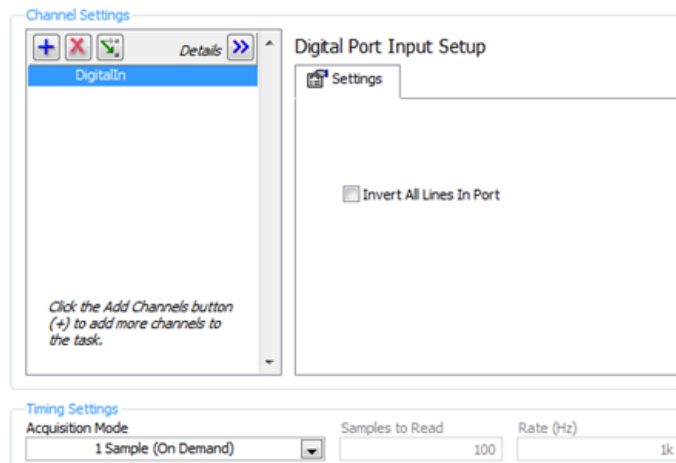 Channel Settings
Details
DigitalIn
Click the Add Channels button
(+) to add more channels to
the task.
Digital Port Input Setup
Settings
Invert All Lines In Port
Timing Settings
Acquisition Mode
Samples to Read
Rate (Hz)
1 Sample (On Demand)
100
1k